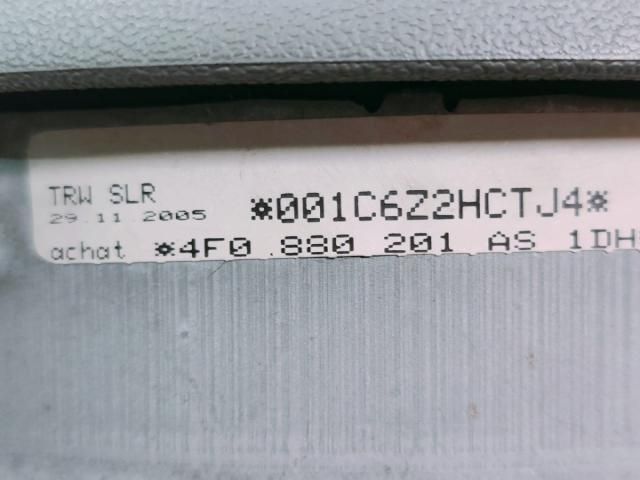 TRW SLR
29.11.2005 *001C6Z2HCTJ4*
achat *4F0 880 201 AS 1DH